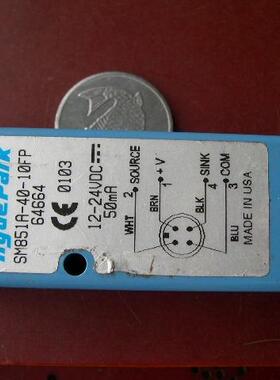 SM851A-40-10FP
64664
CE 0103
12-24VDC
50mA
2 SOURCE
WHT
+V
1
BRN
SINK
4
BLK
COM
3
BLU
MADE IN USA